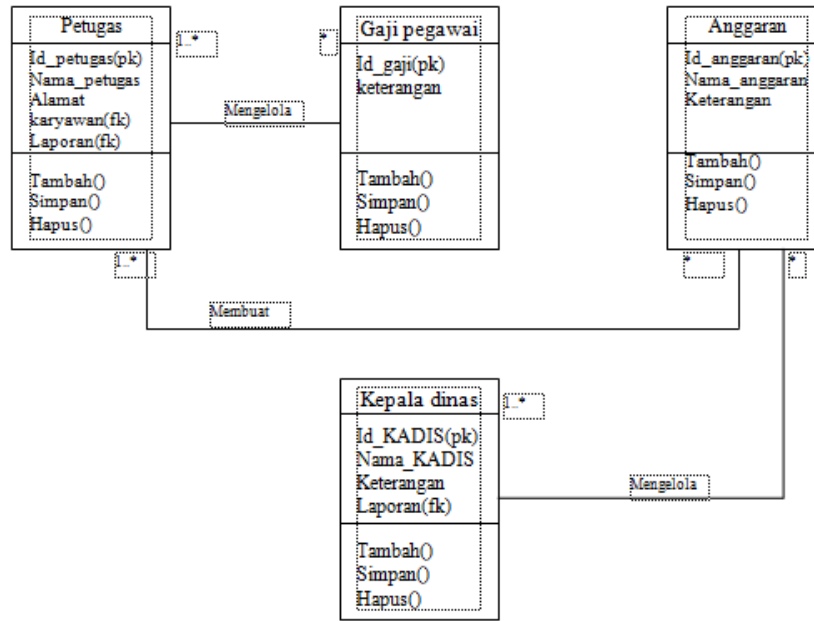 Petugas
Id_petugas(pk)
Nama_petugas
Alamat
karyawan(fk)
Laporan(fk)
Tambah()
Simpan()
Hapus()
1..*
Mengelola
*
Gaji pegawai
Id_gaji(pk)
keterangan
Tambah()
Simpan()
Hapus()
Anggaran
Id_anggaran(pk)
Nama_anggaran
Keterangan
Tambah()
Simpan()
Hapus()
1..*
Membuat
*
*
Kepala dinas
Id_KADIS(pk)
Nama_KADIS
Keterangan
Laporan(fk)
Tambah()
Simpan()
Hapus()
1..*
Mengelola